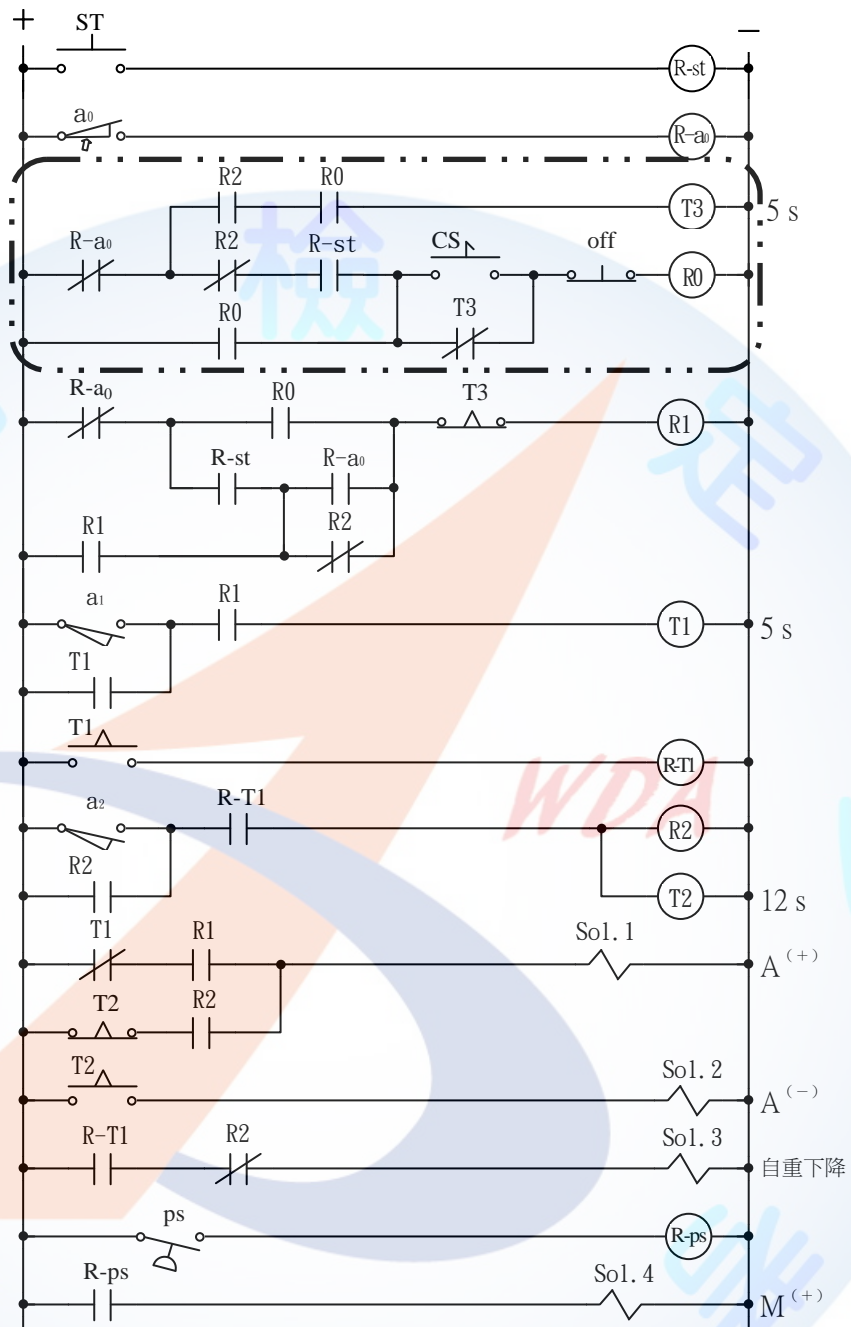 +
ST
—
R-st
a₀
R-a₀
R2 R0
T3 5 s
R-a₀ R2 R-st CS off
R0
R0 T3
R-a₀ R0 T3
R1
R-st R-a₀
R1 R2
a₁ R1
T1 5 s
T1
T1
R-T1
a₂ R-T1
R2
R2
T2 12 s
T1 R1 Sol.1
A⁽⁺⁾
T2 R2
T2 Sol.2
A⁽⁻⁾
R-T1 R2 Sol.3
自重下降
ps
R-ps
R-ps Sol.4
M⁽⁺⁾
檢
定
WDA